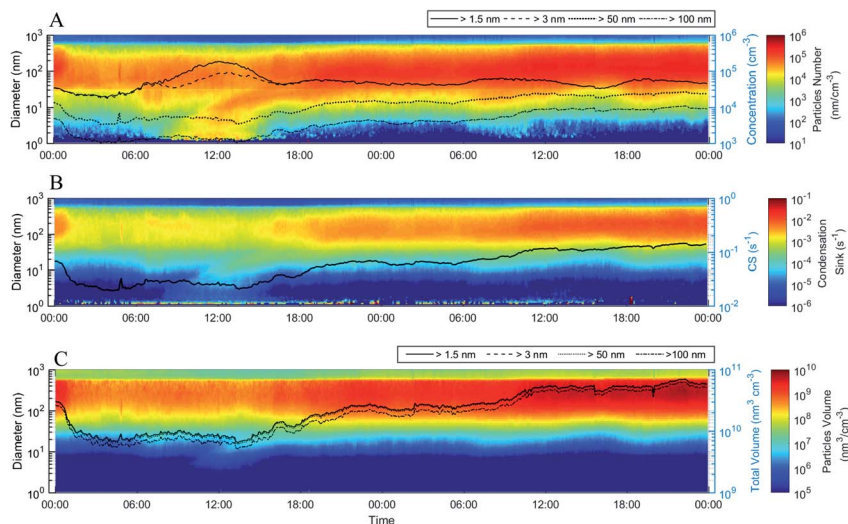 A
> 1.5 nm > 3 nm > 50 nm > 100 nm
Diameter (nm)
10³
10²
10¹
10⁰
00:00 06:00 12:00 18:00 00:00 06:00 12:00 18:00 00:00
10⁶
10⁵
10⁴
10³
Concentration (cm⁻³)
10⁶
10⁵
10⁴
10³
10²
10¹
Particles Number
(nm/cm⁻³)
B
Diameter (nm)
10³
10²
10¹
10⁰
00:00 06:00 12:00 18:00 00:00 06:00 12:00 18:00 00:00
10⁰
10⁻¹
10⁻²
CS (s⁻¹)
10⁻¹
10⁻²
10⁻³
10⁻⁴
10⁻⁵
10⁻⁶
Condensation
Sink (s⁻¹)
C
> 1.5 nm > 3 nm > 50 nm >100 nm
Diameter (nm)
10³
10²
10¹
10⁰
00:00 06:00 12:00 18:00 00:00 06:00 12:00 18:00 00:00
Time
10¹¹
10¹⁰
10⁹
Total Volume (nm³ cm⁻³)
10¹⁰
10⁹
10⁸
10⁷
10⁶
10⁵
Particles Volume
(nm³/cm³)